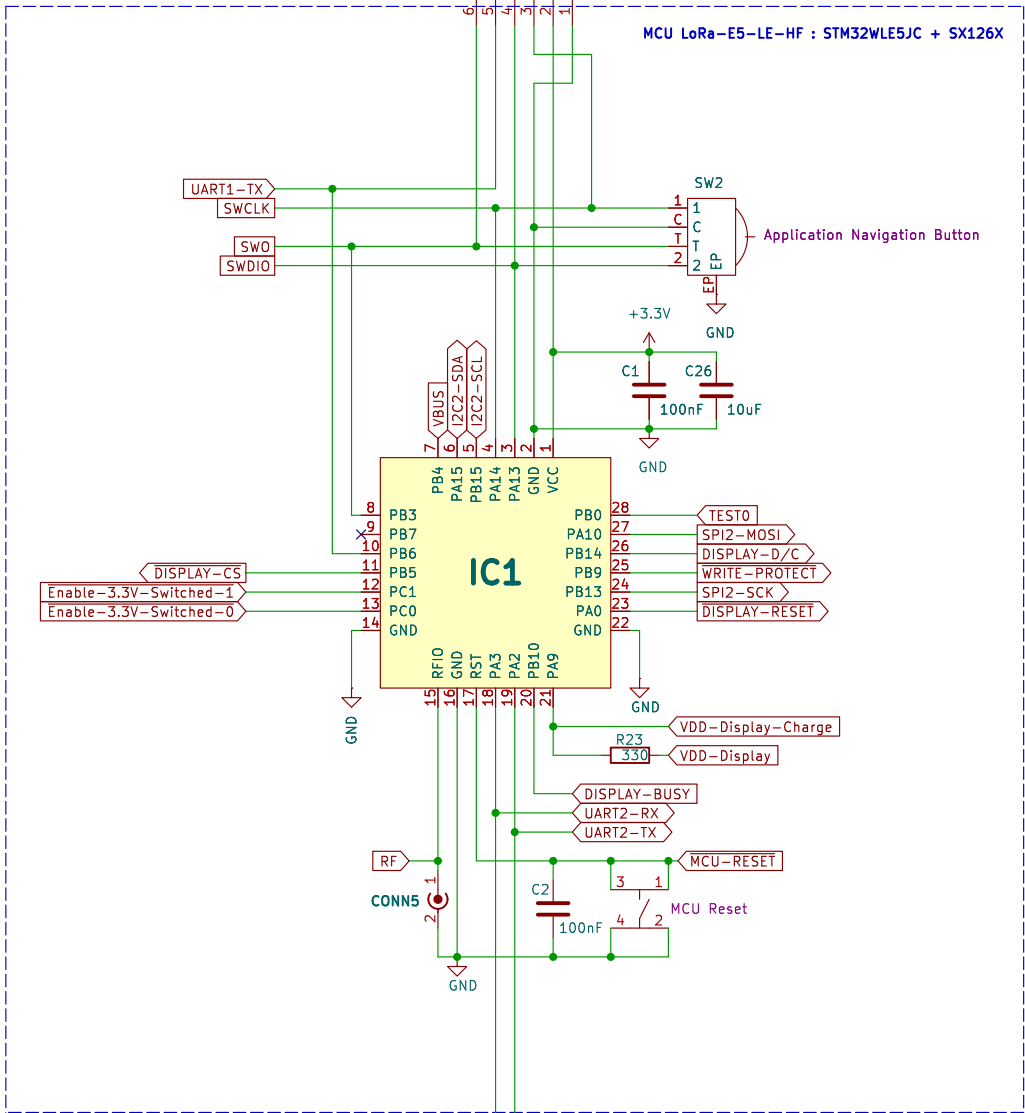 6 5 4 3 2 1
MCU LoRa-E5-LE-HF : STM32WLE5JC + SX126X
SW2
UART1-TX
SWCLK 1 1
C C
Application Navigation Button
SWO T T
SWDIO 2 2 EP
EP
GND
+3.3V
C1 C26
100nF 10uF
GND
VBUS I2C2-SDA I2C2-SCL
7 6 5 4 3 2 1
PB4 PA15 PB15 PA14 PA13 GND VCC
8 PB3 PB0 28 TEST0
9 PB7 PA10 27 SPI2-MOSI
10 PB6 PB14 26 DISPLAY-D/C
DISPLAY-CS 11 PB5 IC1 PB9 25 WRITE-PROTECT
Enable-3.3V-Switched-1 12 PC1 PB13 24 SPI2-SCK
Enable-3.3V-Switched-0 13 PC0 PA0 23 DISPLAY-RESET
14 GND GND 22
RFIO GND RST PA3 PA2 PB10 PA9
15 16 17 18 19 20 21
GND GND
VDD-Display-Charge
R23
330 VDD-Display
DISPLAY-BUSY
UART2-RX
UART2-TX
RF MCU-RESET
1 3 1
C2
CONN5 MCU Reset
2 4 2
100nF
GND